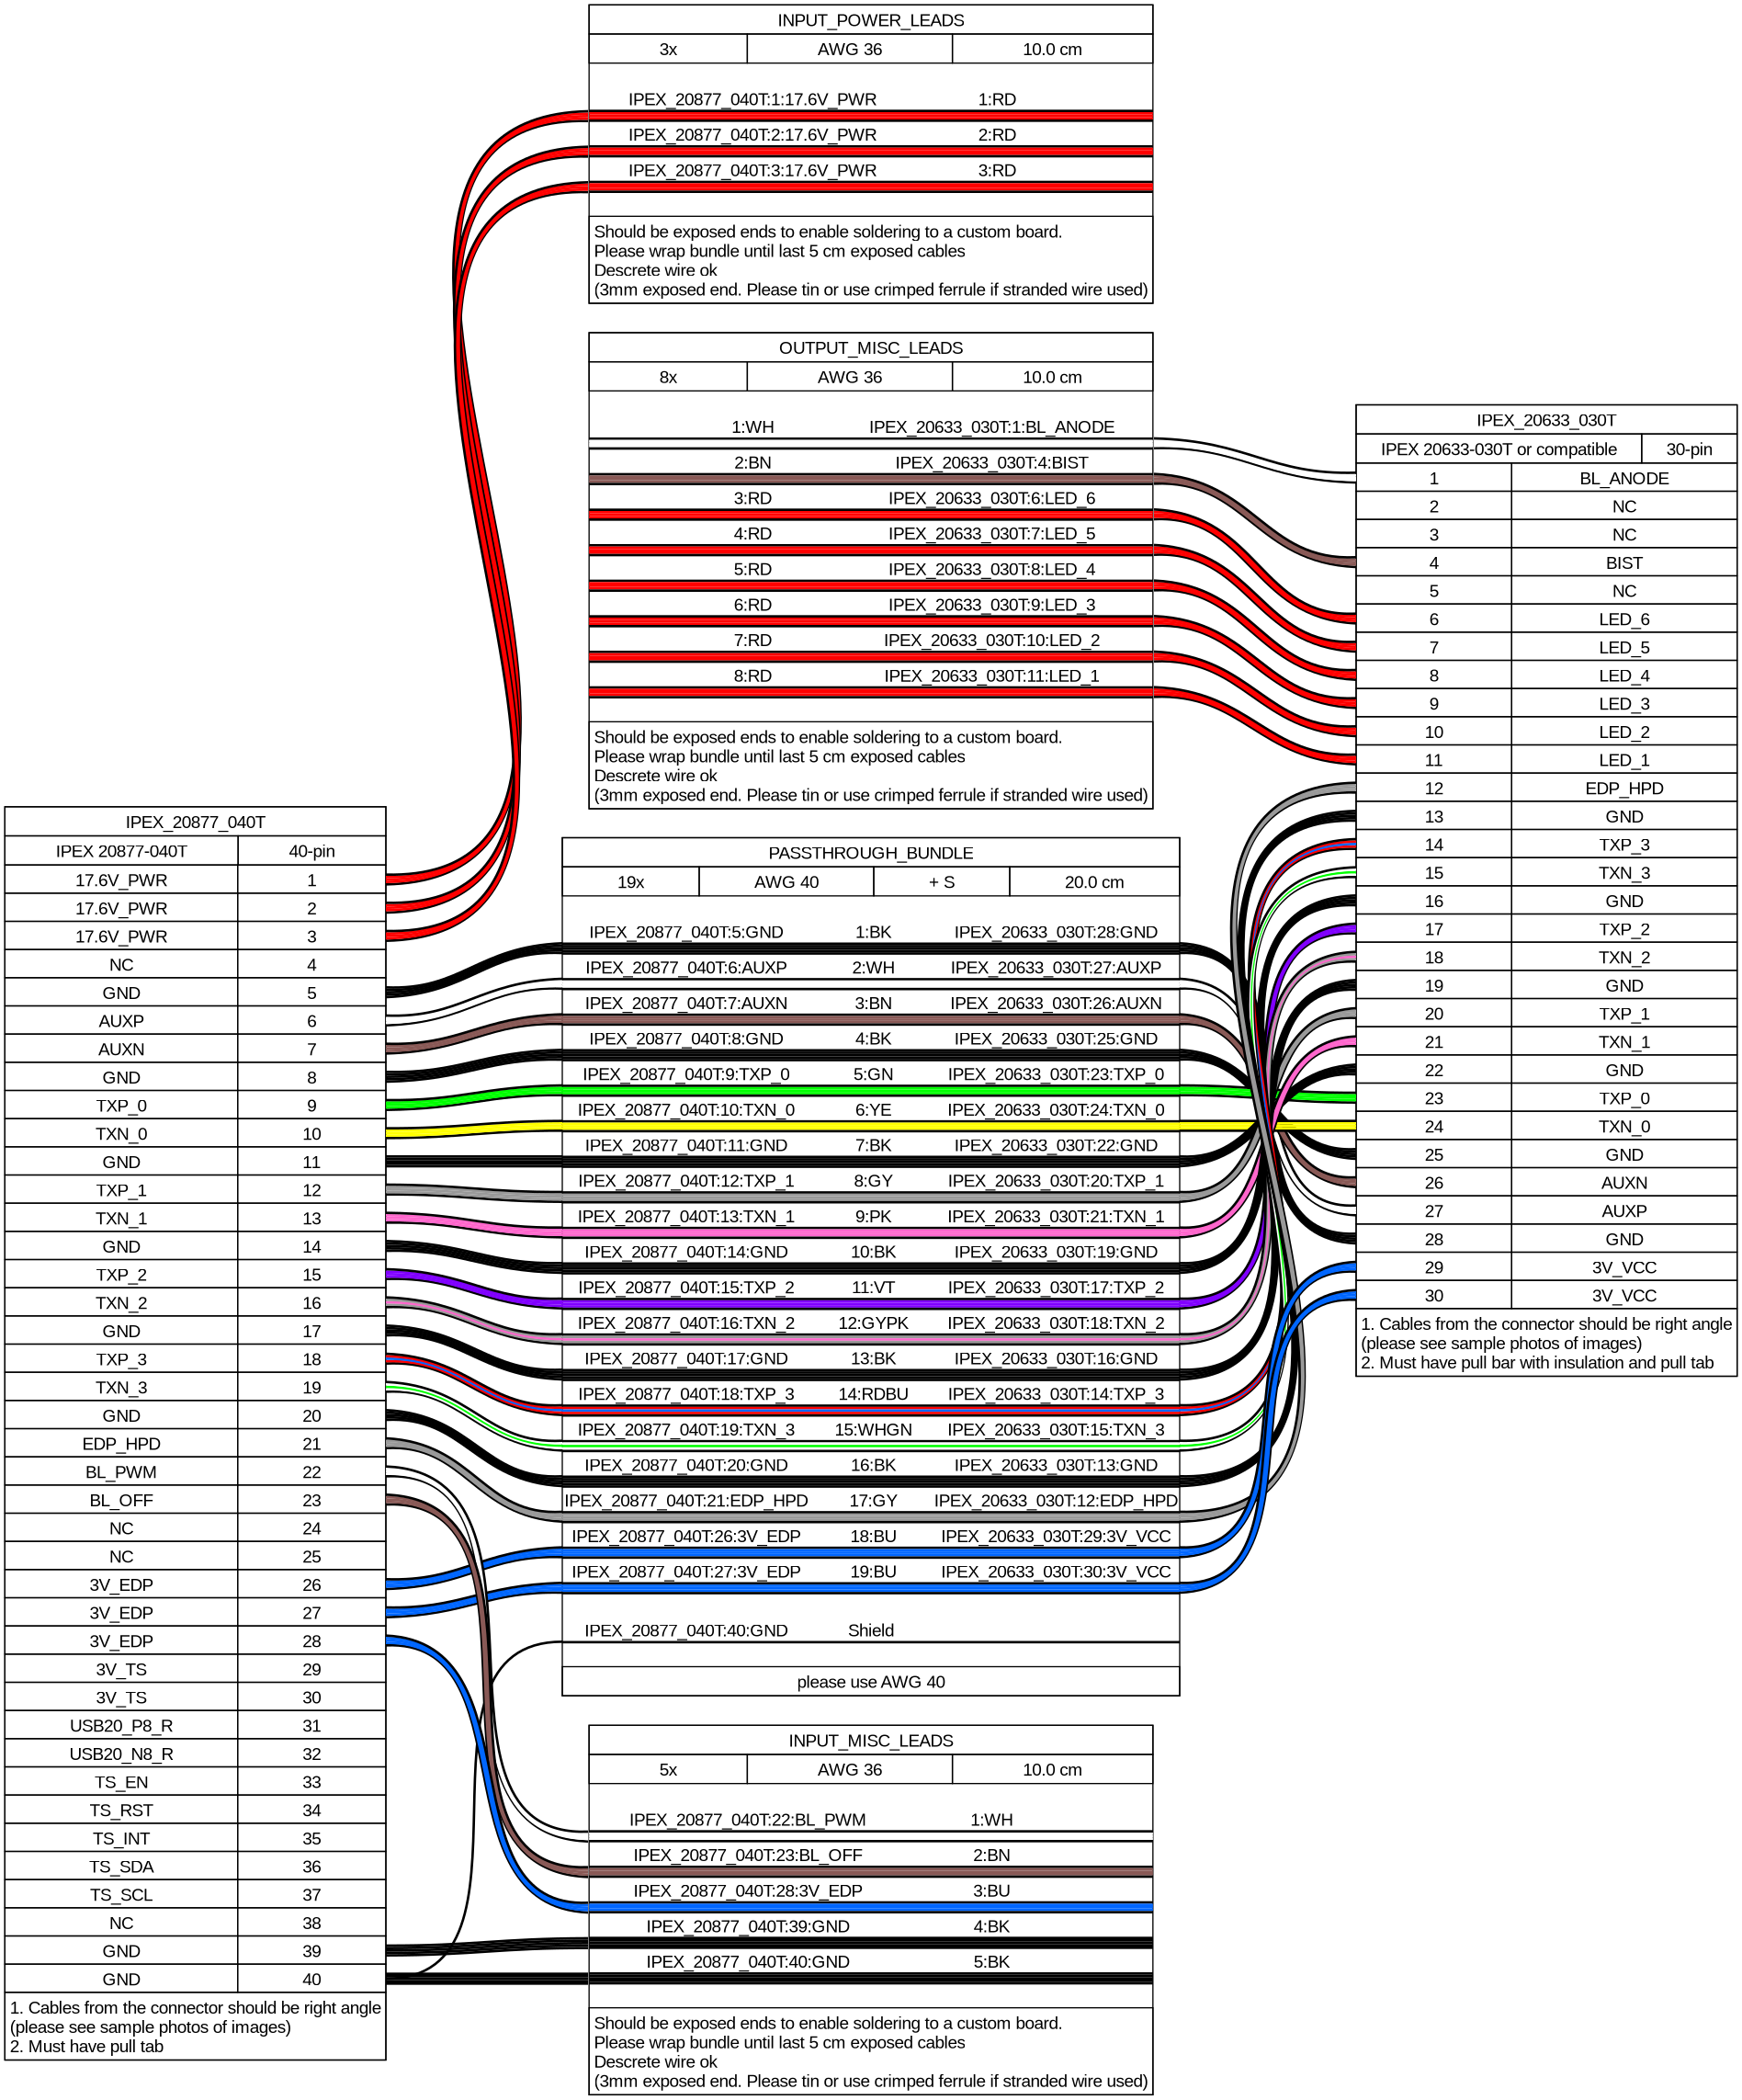 INPUT_POWER_LEADS
3x AWG 36 10.0 cm
IPEX_20877_040T:1:17.6V_PWR 1:RD
IPEX_20877_040T:2:17.6V_PWR 2:RD
IPEX_20877_040T:3:17.6V_PWR 3:RD
Should be exposed ends to enable soldering to a custom board.
Please wrap bundle until last 5 cm exposed cables
Descrete wire ok
(3mm exposed end. Please tin or use crimped ferrule if stranded wire used)
OUTPUT_MISC_LEADS
8x AWG 36 10.0 cm
1:WH IPEX_20633_030T:1:BL_ANODE
2:BN IPEX_20633_030T:4:BIST
3:RD IPEX_20633_030T:6:LED_6
4:RD IPEX_20633_030T:7:LED_5
5:RD IPEX_20633_030T:8:LED_4
6:RD IPEX_20633_030T:9:LED_3
7:RD IPEX_20633_030T:10:LED_2
8:RD IPEX_20633_030T:11:LED_1
Should be exposed ends to enable soldering to a custom board.
Please wrap bundle until last 5 cm exposed cables
Descrete wire ok
(3mm exposed end. Please tin or use crimped ferrule if stranded wire used)
IPEX_20877_040T
IPEX 20877-040T 40-pin
17.6V_PWR 1
17.6V_PWR 2
17.6V_PWR 3
NC 4
GND 5
AUXP 6
AUXN 7
GND 8
TXP_0 9
TXN_0 10
GND 11
TXP_1 12
TXN_1 13
GND 14
TXP_2 15
TXN_2 16
GND 17
TXP_3 18
TXN_3 19
GND 20
EDP_HPD 21
BL_PWM 22
BL_OFF 23
NC 24
NC 25
3V_EDP 26
3V_EDP 27
3V_EDP 28
3V_TS 29
3V_TS 30
USB20_P8_R 31
USB20_N8_R 32
TS_EN 33
TS_RST 34
TS_INT 35
TS_SDA 36
TS_SCL 37
NC 38
GND 39
GND 40
1. Cables from the connector should be right angle
(please see sample photos of images)
2. Must have pull tab
PASSTHROUGH_BUNDLE
19x AWG 40 + S 20.0 cm
IPEX_20877_040T:5:GND 1:BK IPEX_20633_030T:28:GND
IPEX_20877_040T:6:AUXP 2:WH IPEX_20633_030T:27:AUXP
IPEX_20877_040T:7:AUXN 3:BN IPEX_20633_030T:26:AUXN
IPEX_20877_040T:8:GND 4:BK IPEX_20633_030T:25:GND
IPEX_20877_040T:9:TXP_0 5:GN IPEX_20633_030T:23:TXP_0
IPEX_20877_040T:10:TXN_0 6:YE IPEX_20633_030T:24:TXN_0
IPEX_20877_040T:11:GND 7:BK IPEX_20633_030T:22:GND
IPEX_20877_040T:12:TXP_1 8:GY IPEX_20633_030T:20:TXP_1
IPEX_20877_040T:13:TXN_1 9:PK IPEX_20633_030T:21:TXN_1
IPEX_20877_040T:14:GND 10:BK IPEX_20633_030T:19:GND
IPEX_20877_040T:15:TXP_2 11:VT IPEX_20633_030T:17:TXP_2
IPEX_20877_040T:16:TXN_2 12:GYPK IPEX_20633_030T:18:TXN_2
IPEX_20877_040T:17:GND 13:BK IPEX_20633_030T:16:GND
IPEX_20877_040T:18:TXP_3 14:RDBU IPEX_20633_030T:14:TXP_3
IPEX_20877_040T:19:TXN_3 15:WHGN IPEX_20633_030T:15:TXN_3
IPEX_20877_040T:20:GND 16:BK IPEX_20633_030T:13:GND
IPEX_20877_040T:21:EDP_HPD 17:GY IPEX_20633_030T:12:EDP_HPD
IPEX_20877_040T:26:3V_EDP 18:BU IPEX_20633_030T:29:3V_VCC
IPEX_20877_040T:27:3V_EDP 19:BU IPEX_20633_030T:30:3V_VCC
IPEX_20877_040T:40:GND Shield
please use AWG 40
INPUT_MISC_LEADS
5x AWG 36 10.0 cm
IPEX_20877_040T:22:BL_PWM 1:WH
IPEX_20877_040T:23:BL_OFF 2:BN
IPEX_20877_040T:28:3V_EDP 3:BU
IPEX_20877_040T:39:GND 4:BK
IPEX_20877_040T:40:GND 5:BK
Should be exposed ends to enable soldering to a custom board.
Please wrap bundle until last 5 cm exposed cables
Descrete wire ok
(3mm exposed end. Please tin or use crimped ferrule if stranded wire used)
IPEX_20633_030T
IPEX 20633-030T or compatible 30-pin
1 BL_ANODE
2 NC
3 NC
4 BIST
5 NC
6 LED_6
7 LED_5
8 LED_4
9 LED_3
10 LED_2
11 LED_1
12 EDP_HPD
13 GND
14 TXP_3
15 TXN_3
16 GND
17 TXP_2
18 TXN_2
19 GND
20 TXP_1
21 TXN_1
22 GND
23 TXP_0
24 TXN_0
25 GND
26 AUXN
27 AUXP
28 GND
29 3V_VCC
30 3V_VCC
1. Cables from the connector should be right angle
(please see sample photos of images)
2. Must have pull bar with insulation and pull tab